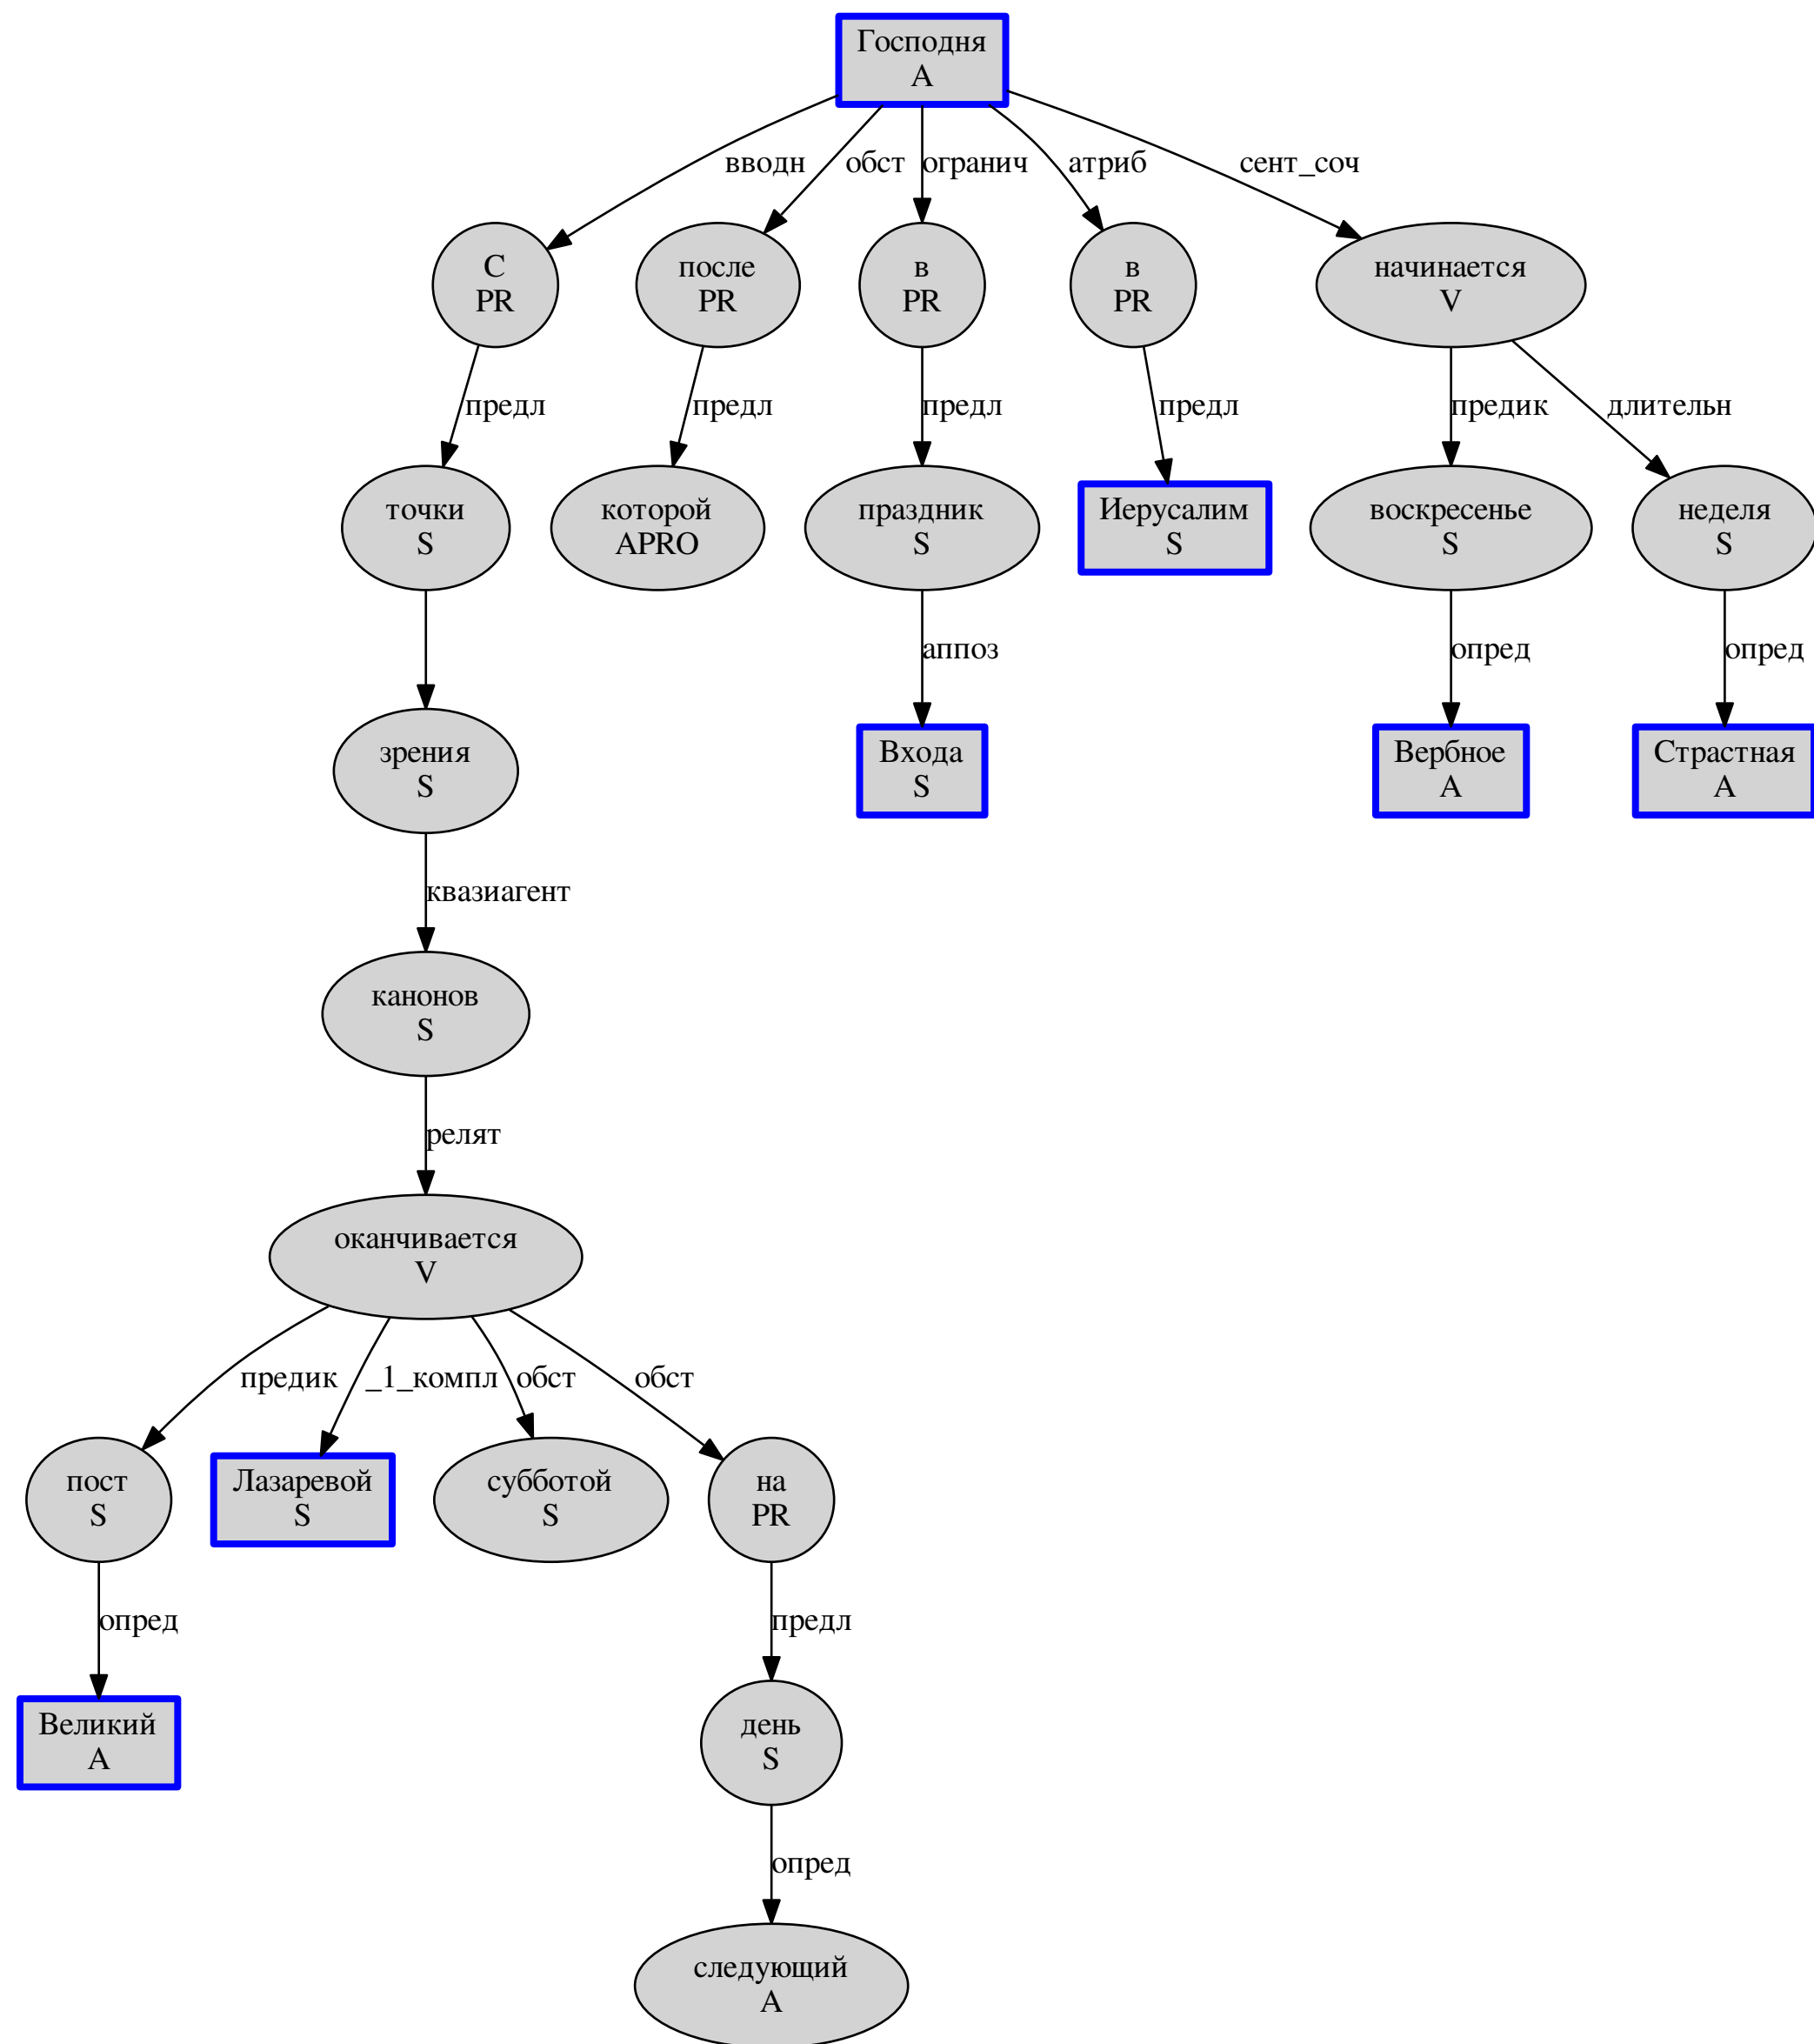 Господня
A
вводн
обст
огранич
атриб
сент_соч
С
PR
после
PR
в
PR
в
PR
начинается
V
предл
предл
предл
предл
предик
длительн
точки
S
которой
APRO
праздник
S
Иерусалим
S
воскресенье
S
неделя
S
аппоз
опред
опред
зрения
S
Входа
S
Вербное
A
Страстная
A
квазиагент
канонов
S
релят
оканчивается
V
предик
_1_компл
обст
обст
пост
S
Лазаревой
S
субботой
S
на
PR
опред
предл
Великий
A
день
S
опред
следующий
A